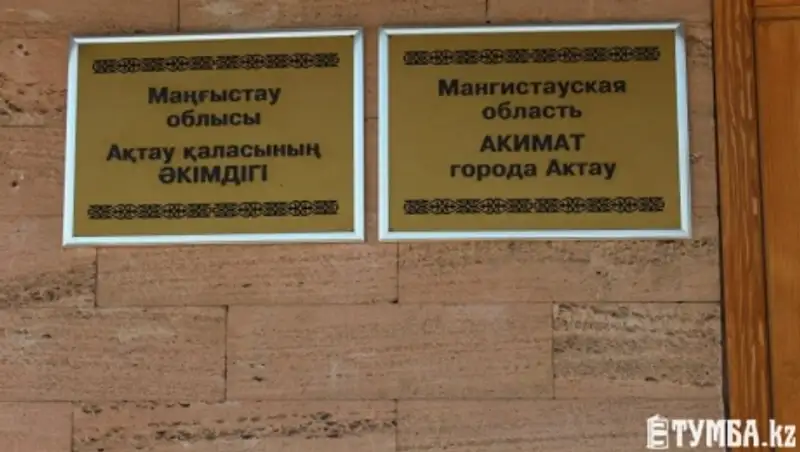 Маңғыстау
облысы
Ақтау қаласының
ӘКІМДІГІ
Мангистауская
область
АКИМАТ
города Актау
ТУМБА.kz